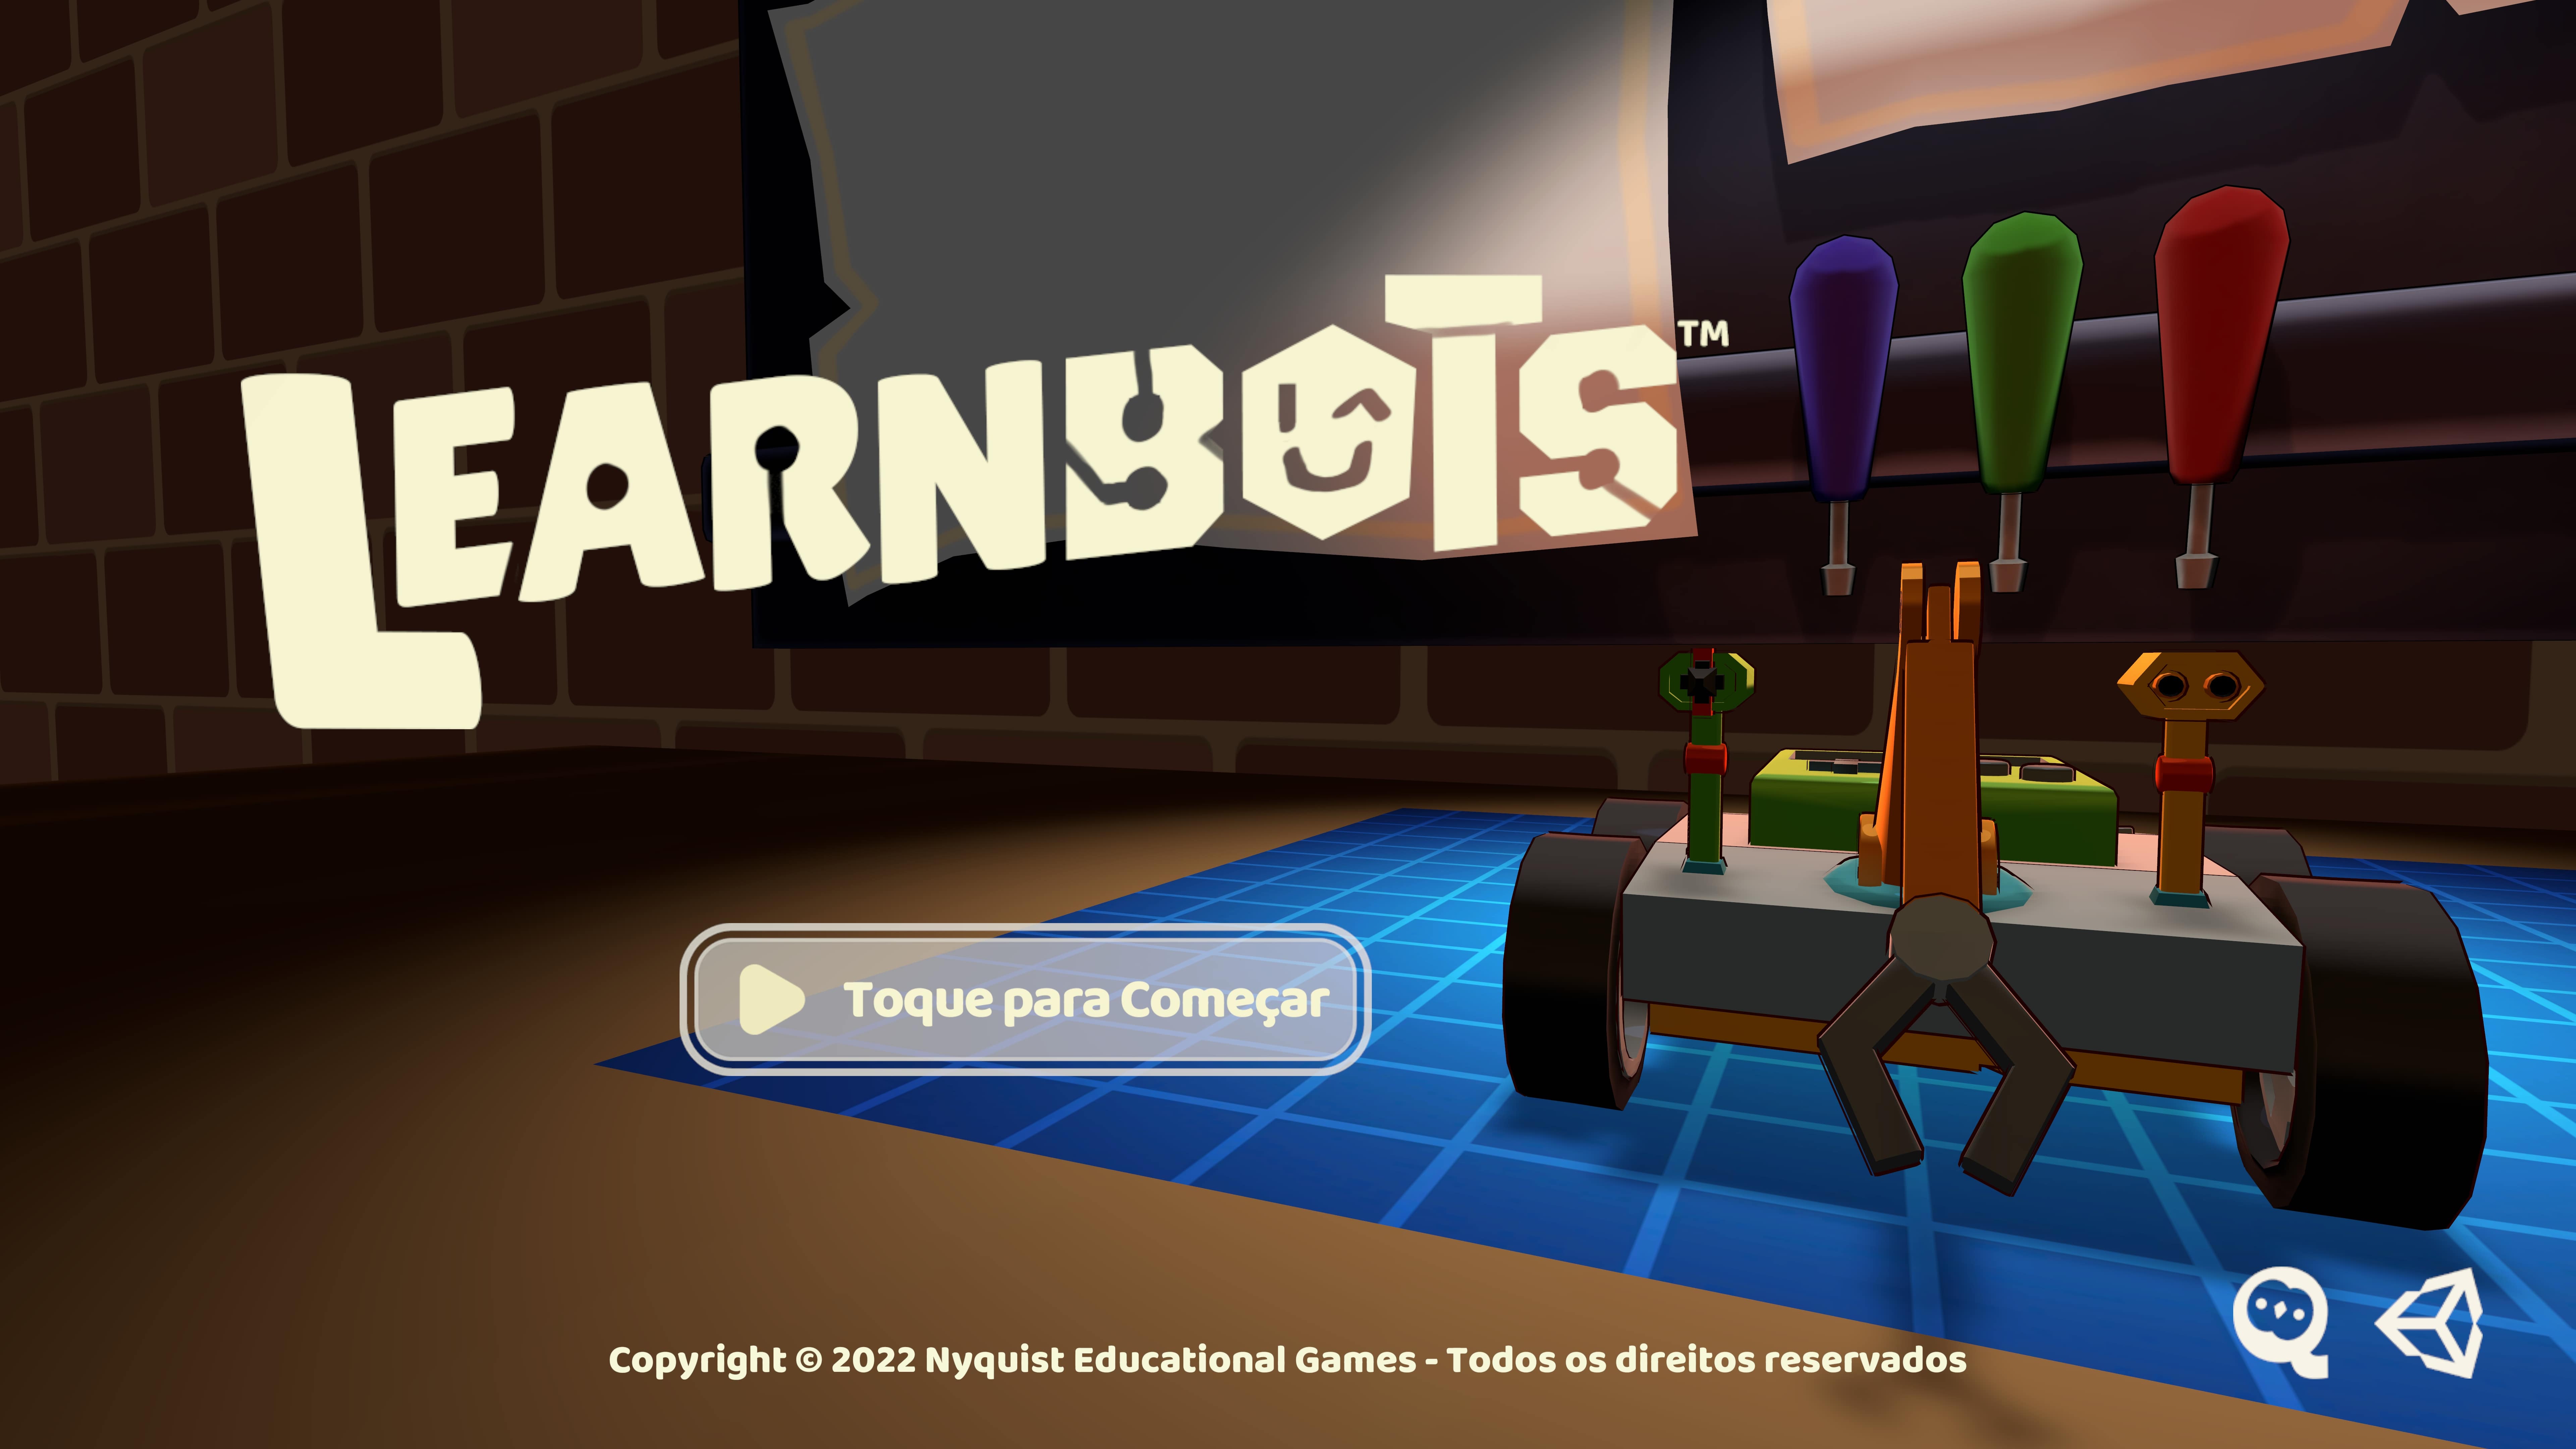 LEARNBOTS™
Toque para Começar
Copyright © 2022 Nyquist Educational Games - Todos os direitos reservados